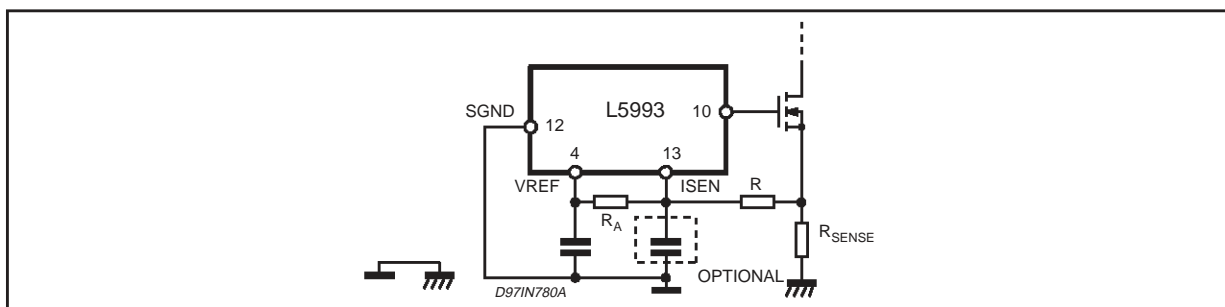 SGND
12
L5993
10
4
13
VREF
ISEN
R
RA
RSENSE
OPTIONAL
D97IN780A